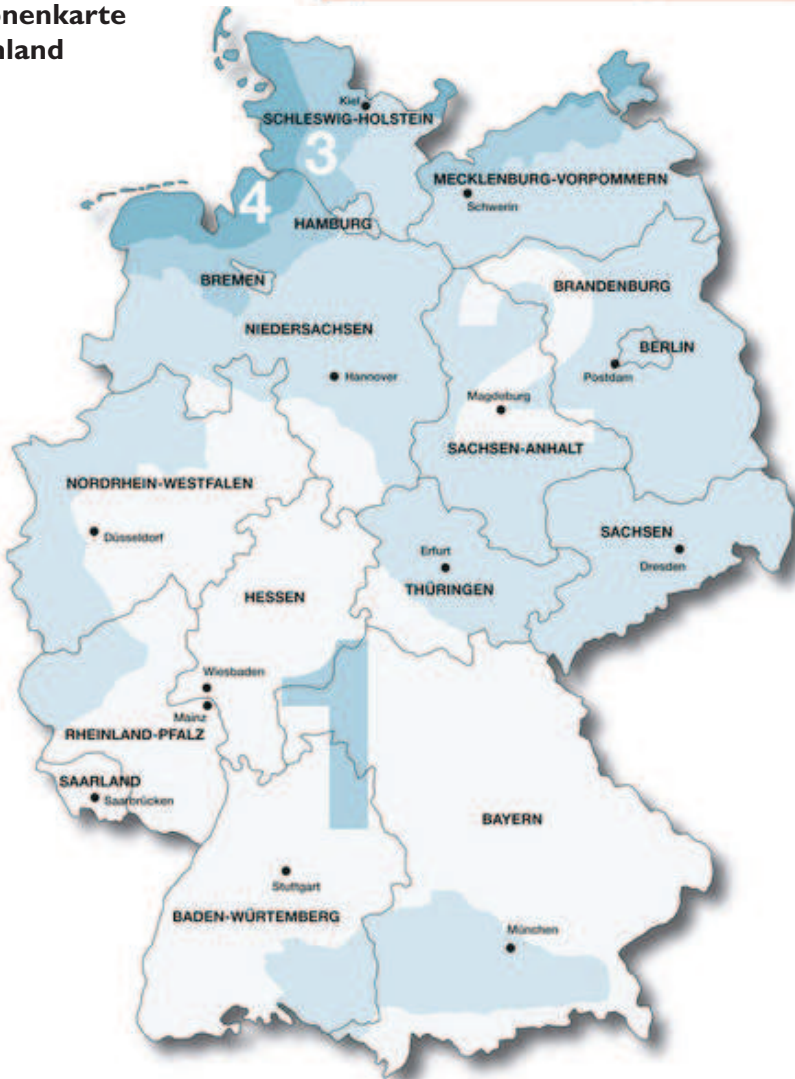 onenkarte
nland
Kiel
SCHLESWIG-HOLSTEIN
3
MECKLENBURG-VORPOMMERN
Schwerin
4
HAMBURG
BREMEN
BRANDENBURG
2
NIEDERSACHSEN
BERLIN
Hannover
Postdam
Magdeburg
SACHSEN-ANHALT
NORDRHEIN-WESTFALEN
Düsseldorf
SACHSEN
Erfurt
Dresden
THÜRINGEN
HESSEN
Wiesbaden
1
Mainz
RHEINLAND-PFALZ
SAARLAND
Saarbrücken
BAYERN
Stuttgart
BADEN-WÜRTEMBERG
München